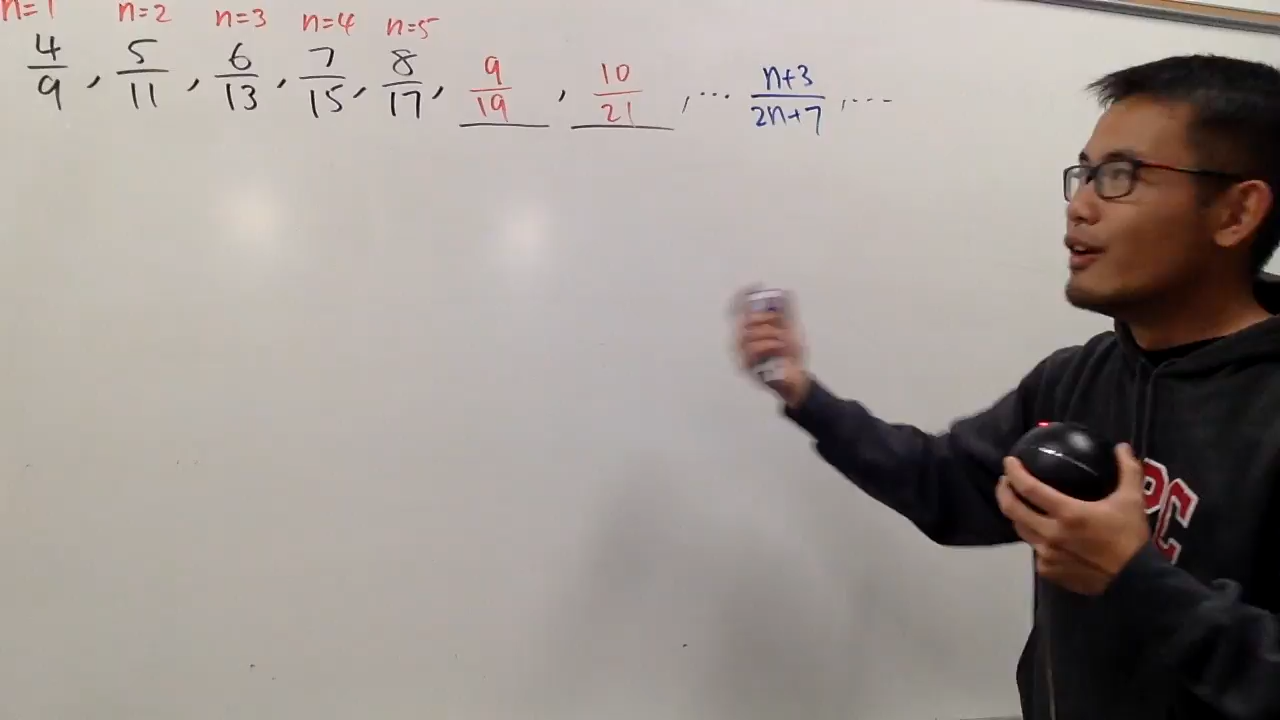 n=1 n=2 n=3 n=4 n=5
4/9, 5/11, 6/13, 7/15, 8/17, 9/19, 10/21, ... n+3/2n+7, ...
PC